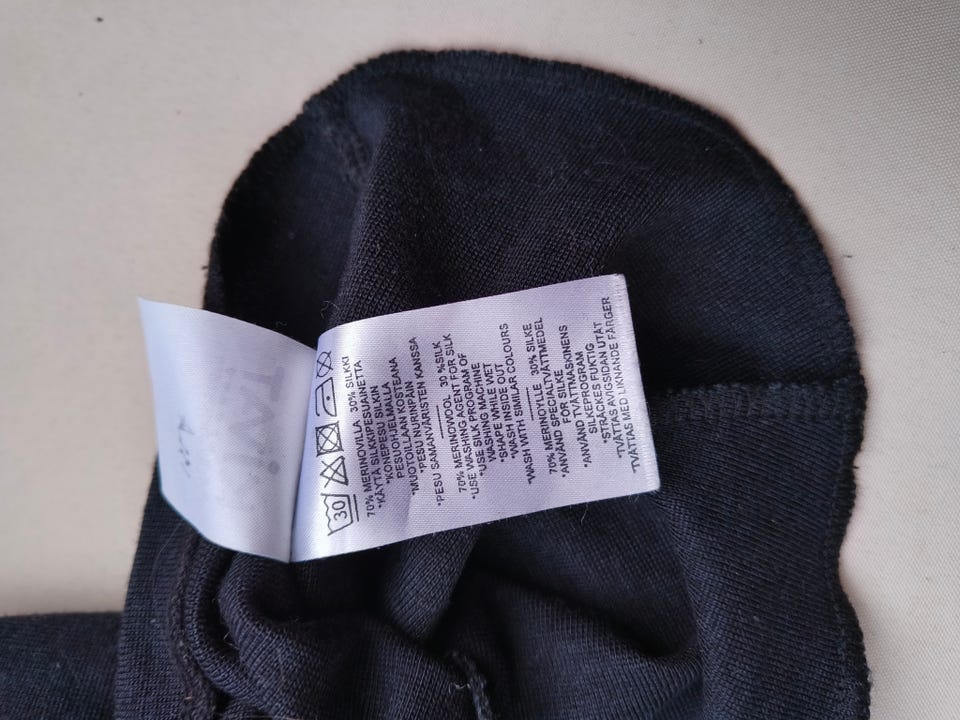 30
70% MERINOVILLA 30% SILKKI
*KÄYTÄ SILKKIPESUAINETTA
*KONEPESU SILKIN
PESUOHJELMALLA
*MUOTOILLAAN KOSTEANA
*PESU NURINPÄIN
*PESU SAMANVÄRISTEN KANSSA
70% MERINOWOOL 30 %SILK
*USE WASHING AGENT FOR SILK
*USE SILK PROGRAM OF
WASHING MACHINE
*SHAPE WHILE WET
*WASH INSIDE OUT
*WASH WITH SIMILAR COLOURS
70% MERINOYLLE 30% SILKE
*ANVÄND SPECIALTVÄTTMEDEL
FÖR SILKE
*ANVÄND TVÄTTMASKINENS
SILKEPROGRAM
*STRÄCKES FUKTIG
*TVÄTTAS AVIGSIDAN UTÅT
*TVÄTTAS MED LIKNANDE FÄRGER